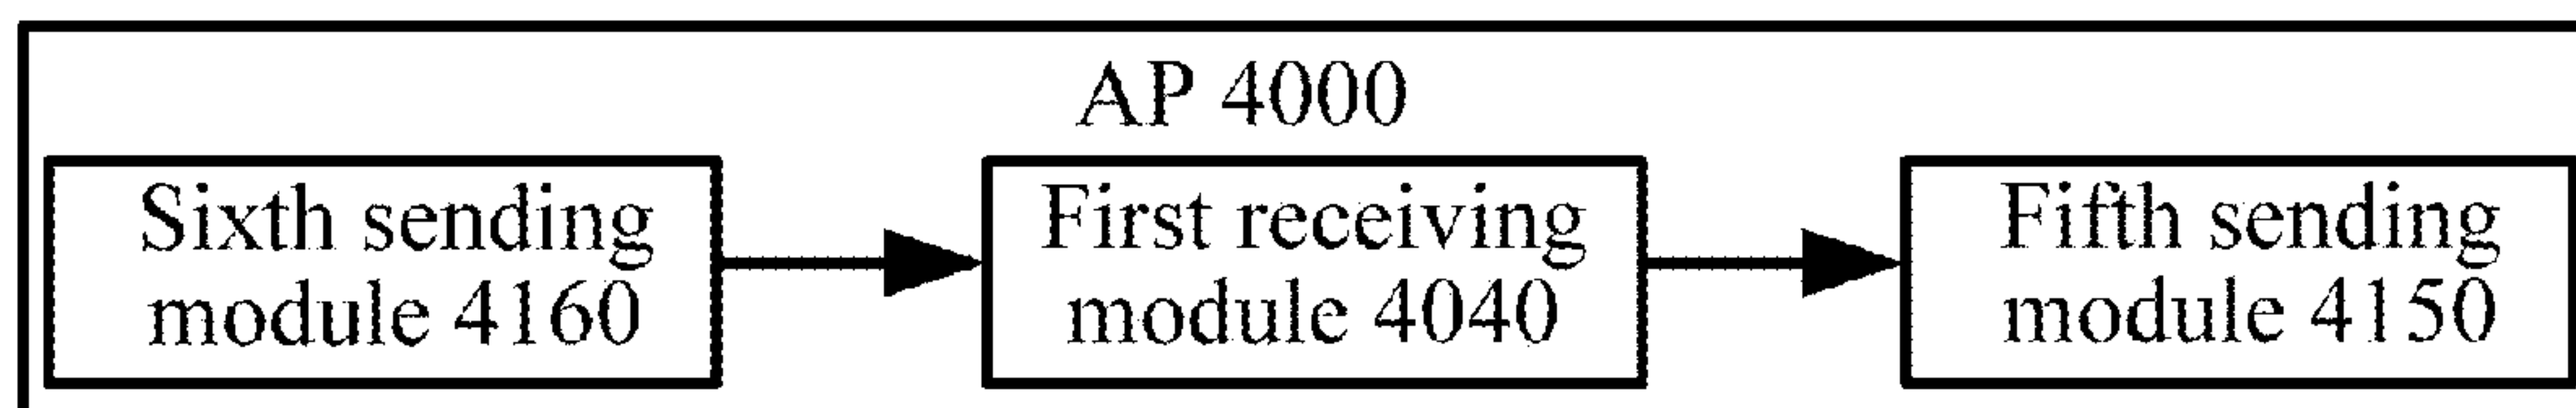 AP 4000
Sixth sending
module 4160
First receiving
module 4040
Fifth sending
module 4150